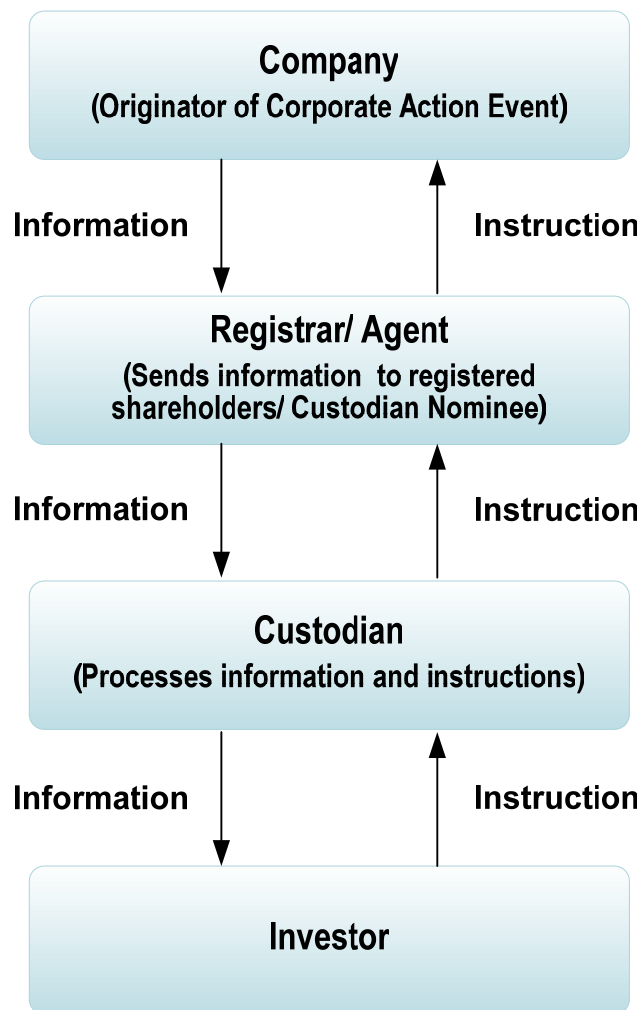 Company
(Originator of Corporate Action Event)
Information
Instruction
Registrar/ Agent
(Sends information to registered
shareholders/ Custodian Nominee)
Information
Instruction
Custodian
(Processes information and instructions)
Information
Instruction
Investor